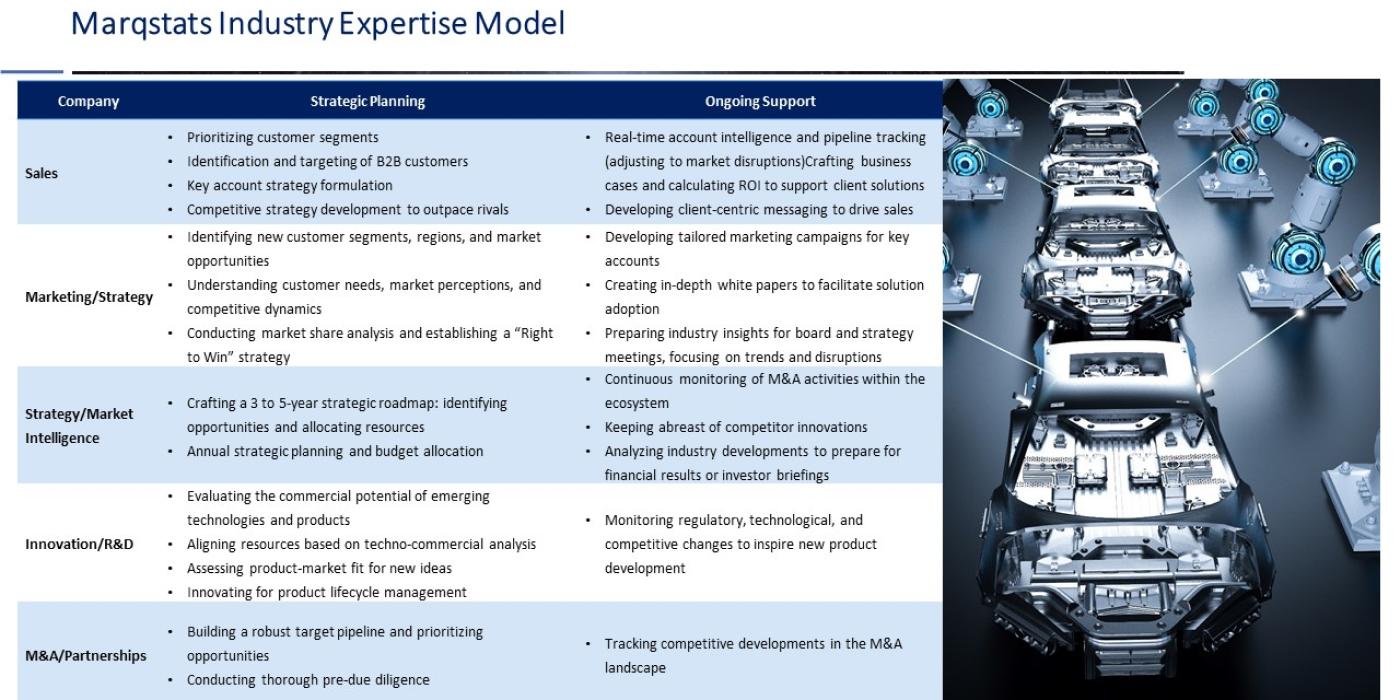 Marqstats Industry Expertise Model
Company
Strategic Planning
Ongoing Support
Sales
• Prioritizing customer segments
• Identification and targeting of B2B customers
• Key account strategy formulation
• Competitive strategy development to outpace rivals
• Real-time account intelligence and pipeline tracking
(adjusting to market disruptions)Crafting business
cases and calculating ROI to support client solutions
• Developing client-centric messaging to drive sales
Marketing/Strategy
• Identifying new customer segments, regions, and market
opportunities
• Understanding customer needs, market perceptions, and
competitive dynamics
• Conducting market share analysis and establishing a “Right
to Win” strategy
• Developing tailored marketing campaigns for key
accounts
• Creating in-depth white papers to facilitate solution
adoption
• Preparing industry insights for board and strategy
meetings, focusing on trends and disruptions
Strategy/Market
Intelligence
• Crafting a 3 to 5-year strategic roadmap: identifying
opportunities and allocating resources
• Annual strategic planning and budget allocation
• Continuous monitoring of M&A activities within the
ecosystem
• Keeping abreast of competitor innovations
• Analyzing industry developments to prepare for
financial results or investor briefings
Innovation/R&D
• Evaluating the commercial potential of emerging
technologies and products
• Aligning resources based on techno-commercial analysis
• Assessing product-market fit for new ideas
• Innovating for product lifecycle management
• Monitoring regulatory, technological, and
competitive changes to inspire new product
development
M&A/Partnerships
• Building a robust target pipeline and prioritizing
opportunities
• Conducting thorough pre-due diligence
• Tracking competitive developments in the M&A
landscape